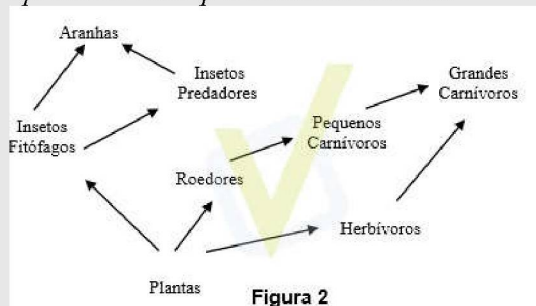 Aranhas
Insetos
Predadores
Grandes
Carnívoros
Insetos
Fitófagos
Pequenos
Carnívoros
Roedores
Herbívoros
Plantas
Figura 2